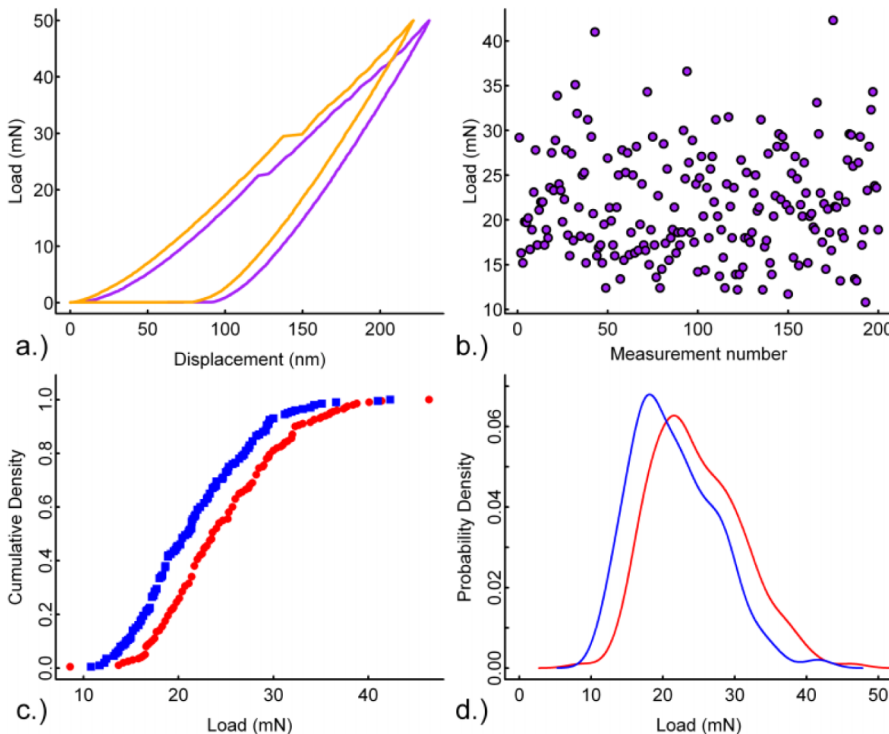 50
40
30
20
10
0
Load (mN)
0 50 100 150 200
Displacement (nm)
a.)
40
35
30
25
20
15
10
Load (mN)
0 50 100 150 200
Measurement number
b.)
1.0
0.8
0.6
0.4
0.2
0.0
Cumulative Density
10 20 30 40
Load (mN)
c.)
0.06
0.04
0.02
0.00
Probability Density
0 10 20 30 40 50
Load (mN)
d.)